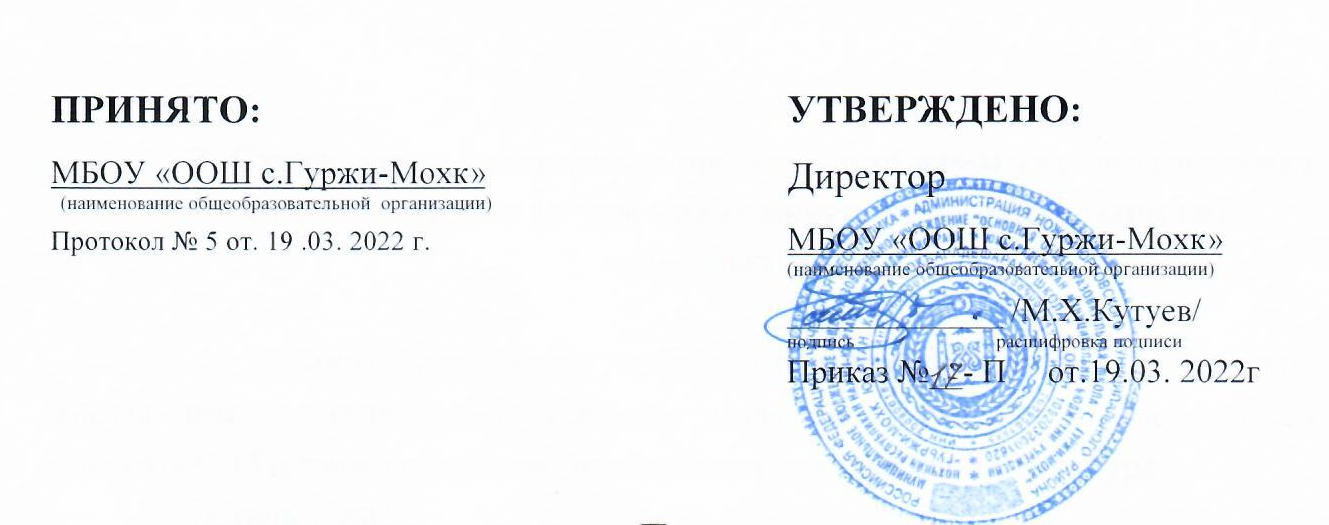 ПРИНЯТО:
МБОУ «ООШ с.Гуржи-Мохк»
(наименование общеобразовательной организации)
Протокол № 5 от. 19 .03. 2022 г.
УТВЕРЖДЕНО:
Директор
МБОУ «ООШ с.Гуржи-Мохк»
(наименование общеобразовательной организации)
/М.Х.Кутуев/
подпись расшифровка подписи
Приказ №17- П от.19.03. 2022г